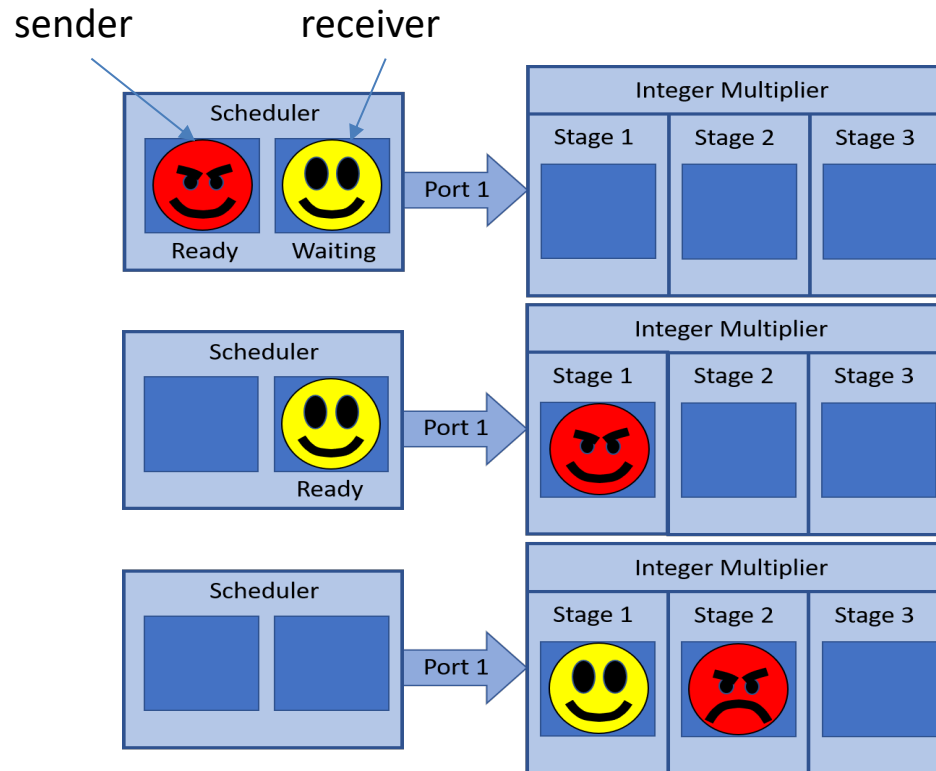 sender receiver
Scheduler
Ready Waiting
Port 1
Integer Multiplier
Stage 1 Stage 2 Stage 3
Scheduler
Ready
Port 1
Integer Multiplier
Stage 1 Stage 2 Stage 3
Scheduler
Port 1
Integer Multiplier
Stage 1 Stage 2 Stage 3